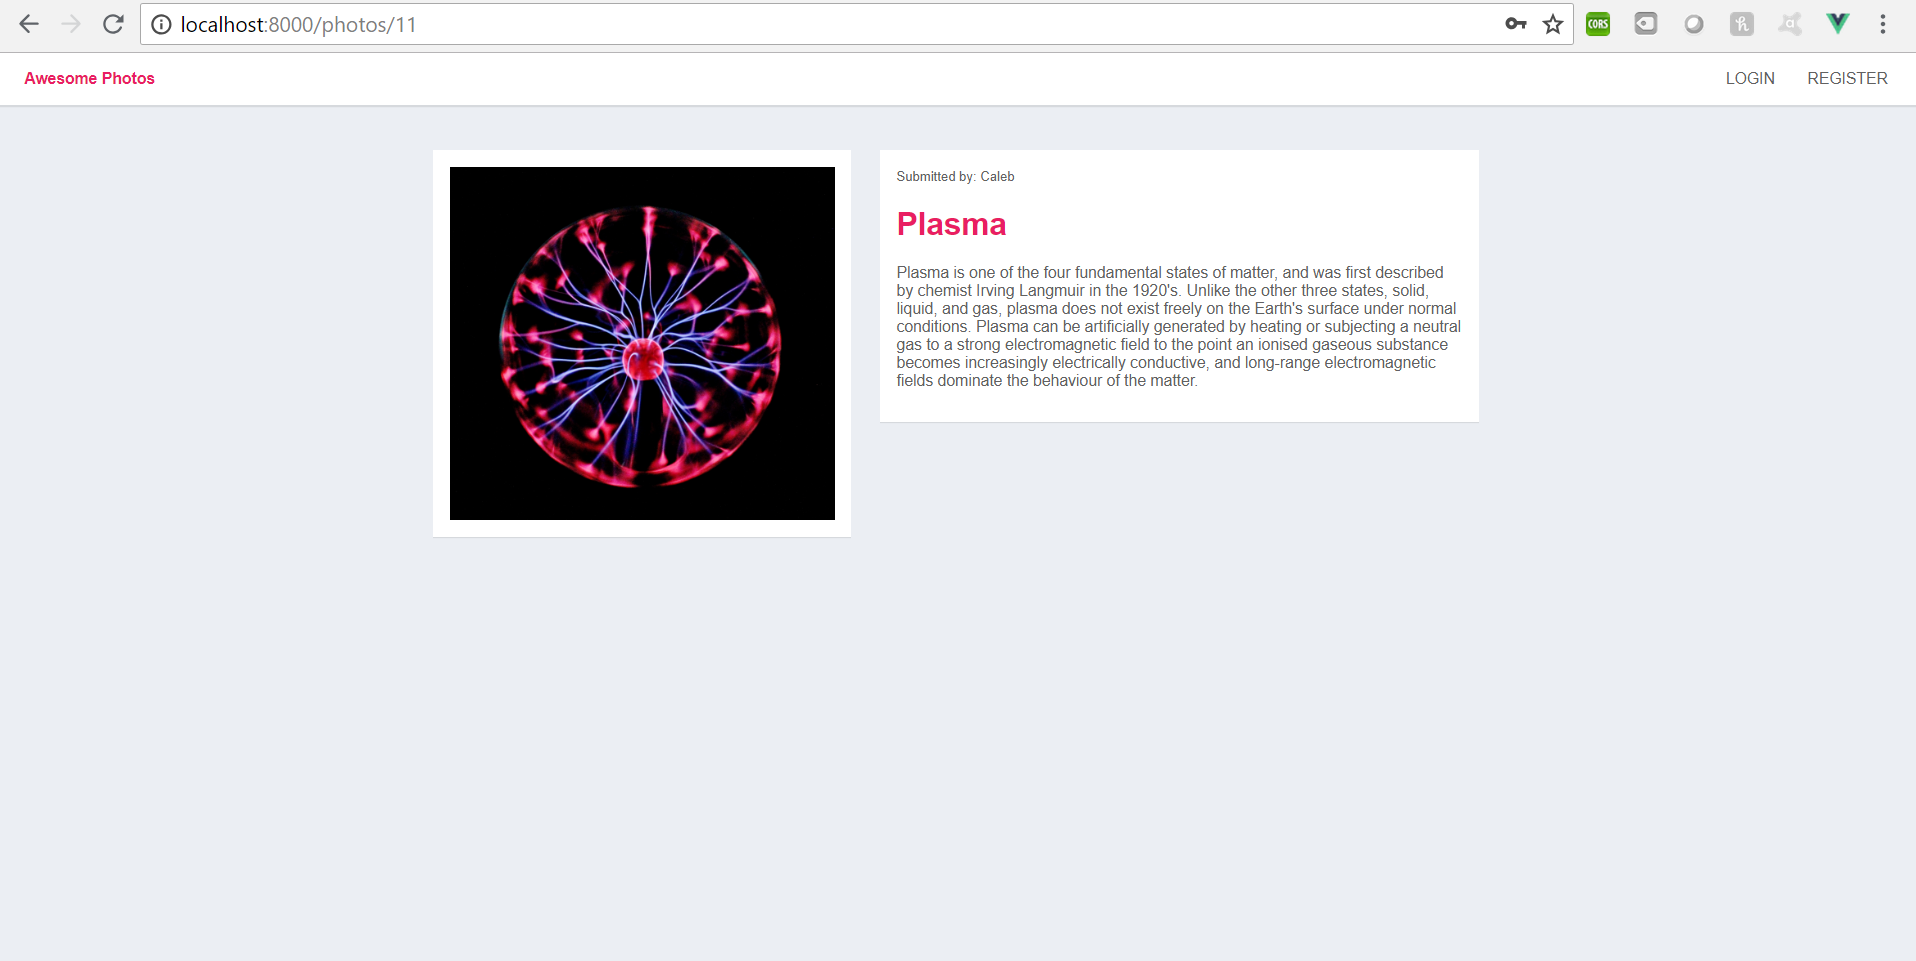 localhost:8000/photos/11
CORS
Awesome Photos
LOGIN
REGISTER
Submitted by: Caleb
Plasma
Plasma is one of the four fundamental states of matter, and was first described
by chemist Irving Langmuir in the 1920's. Unlike the other three states, solid,
liquid, and gas, plasma does not exist freely on the Earth's surface under normal
conditions. Plasma can be artificially generated by heating or subjecting a neutral
gas to a strong electromagnetic field to the point an ionised gaseous substance
becomes increasingly electrically conductive, and long-range electromagnetic
fields dominate the behaviour of the matter.